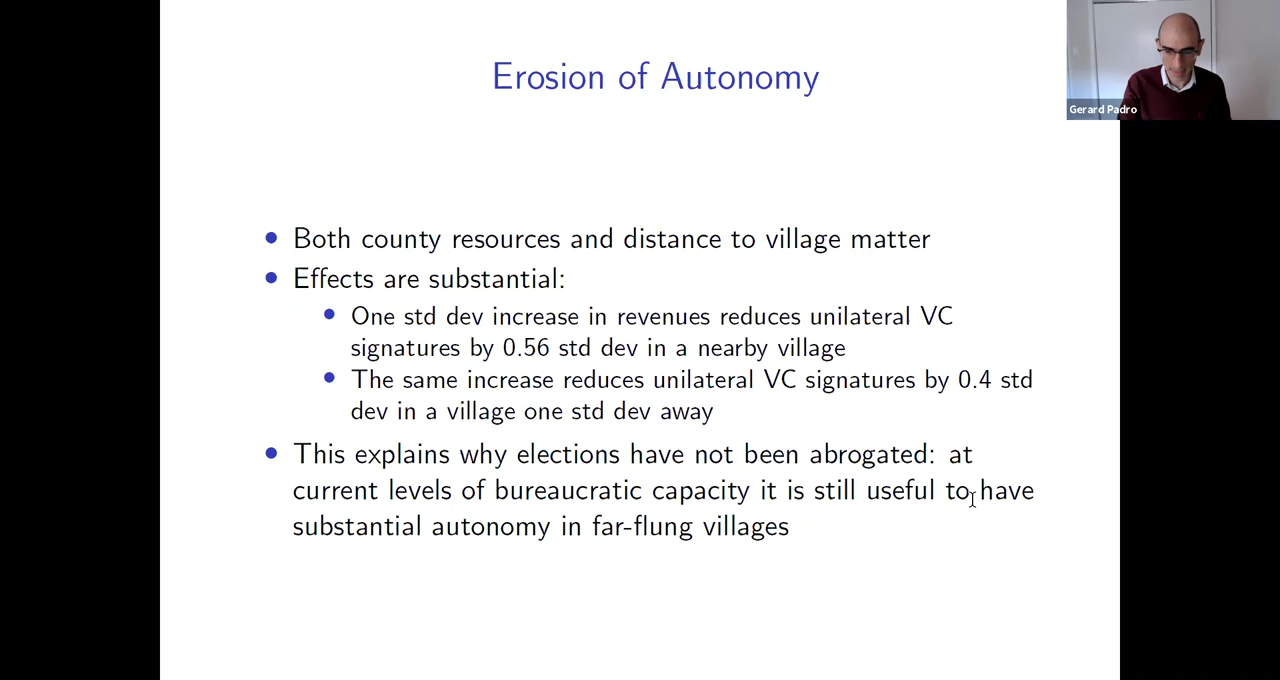 Erosion of Autonomy
Gerard Padro
• Both county resources and distance to village matter
• Effects are substantial:
• One std dev increase in revenues reduces unilateral VC
signatures by 0.56 std dev in a nearby village
• The same increase reduces unilateral VC signatures by 0.4 std
dev in a village one std dev away
• This explains why elections have not been abrogated: at
current levels of bureaucratic capacity it is still useful to have
substantial autonomy in far-flung villages